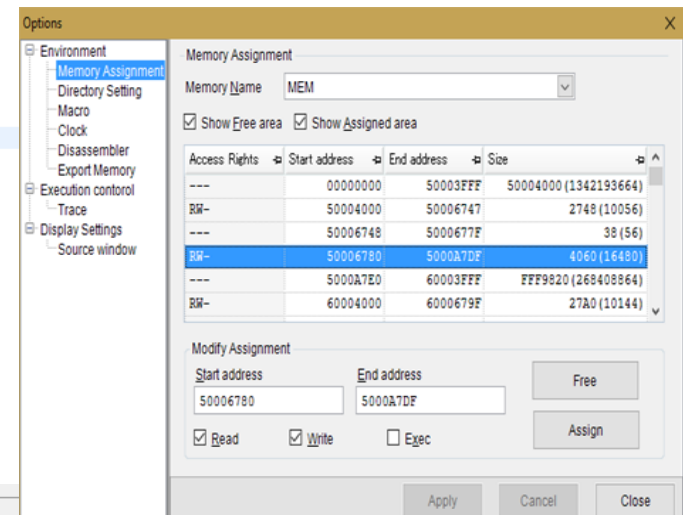 Options X
Environment
Memory Assignment
Directory Setting
Macro
Clock
Disassembler
Export Memory
Execution contorol
Trace
Display Settings
Source window
Memory Assignment
Memory Name MEM
Show Free area Show Assigned area
Access Rights Start address End address Size
--- 00000000 50003FFF 50004000 (1342193664)
RW- 50004000 50006747 2748 (10056)
--- 50006748 5000677F 38 (56)
RW- 50006780 5000A7DF 4060 (16480)
--- 5000A7E0 60003FFF FFF9820 (268408864)
RW- 60004000 6000679F 27A0 (10144)
Modify Assignment
Start address End address
50006780 5000A7DF
Free
Read Write Exec
Assign
Apply Cancel Close